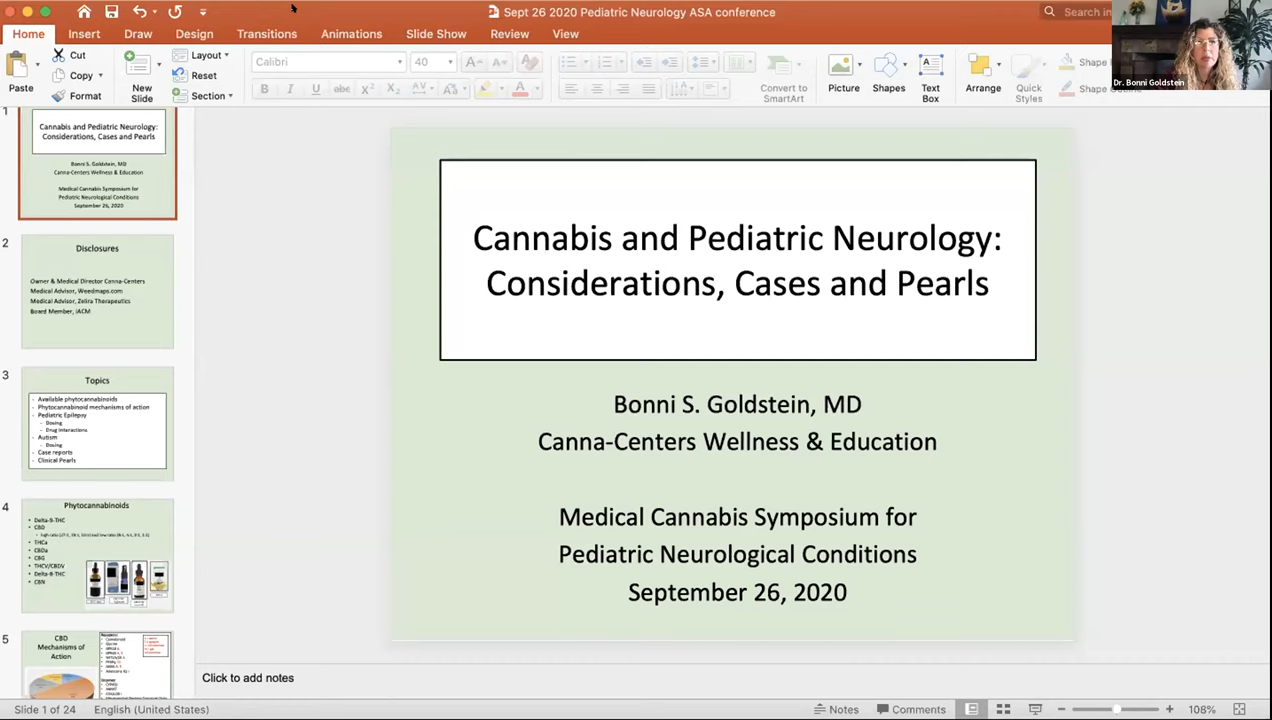 Sept 26 2020 Pediatric Neurology ASA conference
Search in
Home Insert Draw Design Transitions Animations Slide Show Review View
Paste
Cut
Copy
Format
New
Slide
Layout
Reset
Section
Calibri 40
Convert to
SmartArt
Picture
Shapes
Text
Box
Arrange
Quick
Styles
Dr. Bonni Goldstein
1
Cannabis and Pediatric Neurology:
Considerations, Cases and Pearls
Bonni S. Goldstein, MD
Canna-Centers Wellness & Education
Medical Cannabis Symposium for
Pediatric Neurological Conditions
September 26, 2020
2
Disclosures
Owner & Medical Director Canna-Centers
Medical Advisor, Weedmaps.com
Medical Advisor, Zelira Therapeutics
Board Member, IACM
3
Topics
- Available phytocannabinoids
- Phytocannabinoid mechanisms of action
- Pediatric Epilepsy
- Dosing
- Drug Interactions
- Autism
- Dosing
- Case reports
- Clinical Pearls
4
Phytocannabinoids
• Delta-9-THC
• CBD
• THCa
• CBDa
• CBG
• THCV/CBDV
• Delta-8-THC
• CBN
5
CBD
Mechanisms of
Action
Cannabis and Pediatric Neurology:
Considerations, Cases and Pearls
Bonni S. Goldstein, MD
Canna-Centers Wellness & Education
Medical Cannabis Symposium for
Pediatric Neurological Conditions
September 26, 2020
Click to add notes
Slide 1 of 24 English (United States) Notes Comments 108%